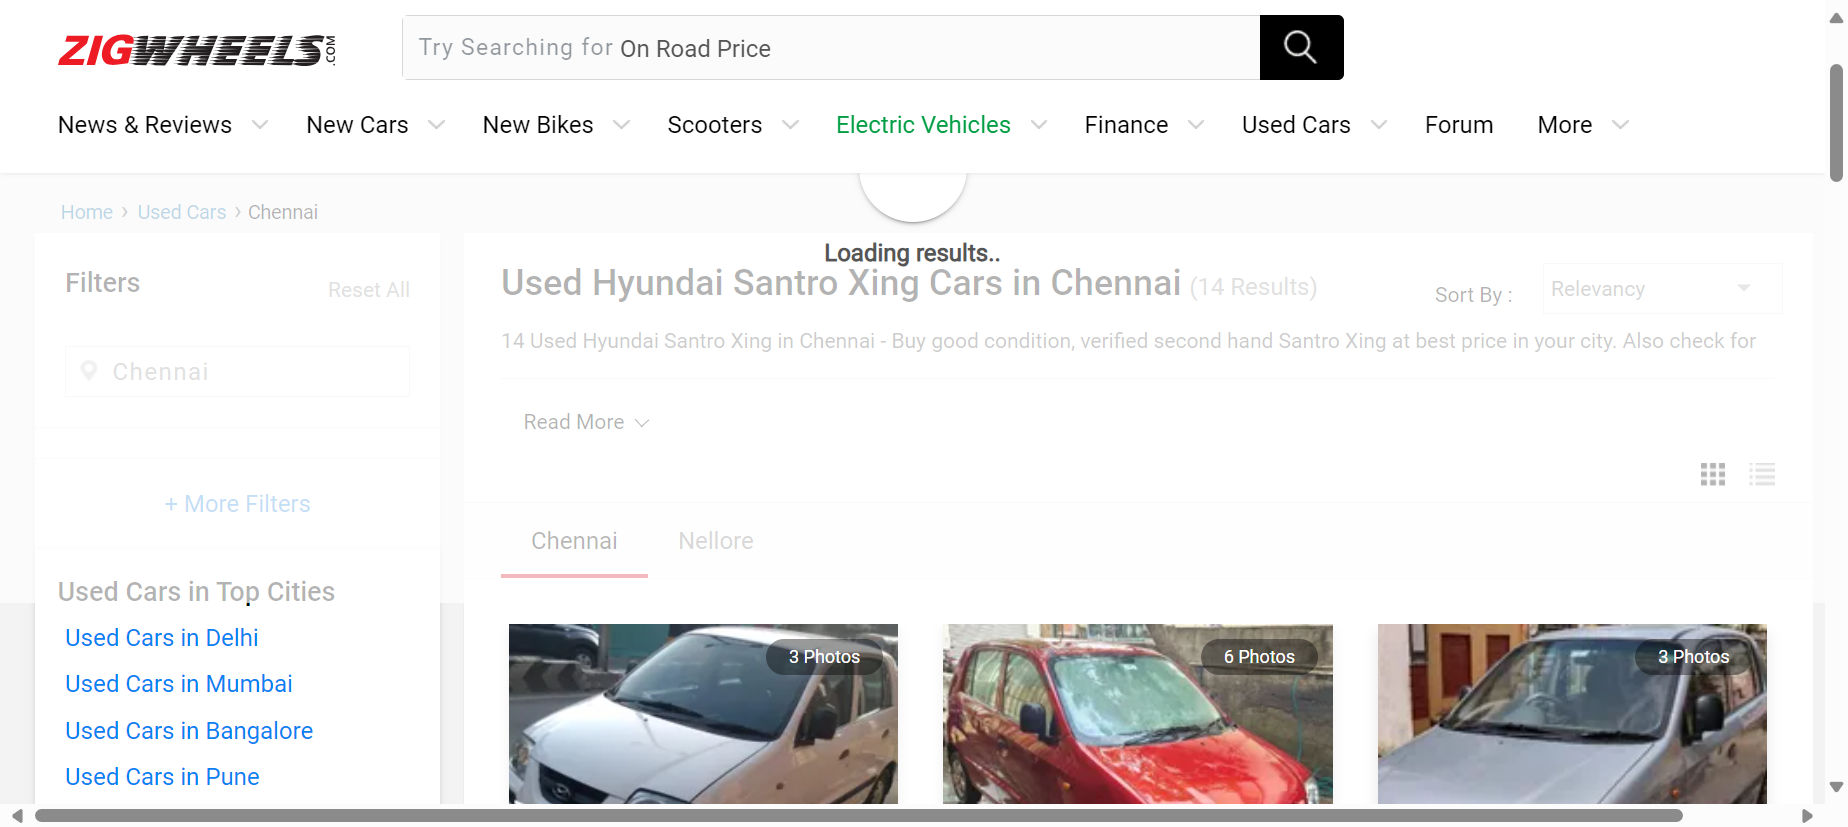 ZIGWHEELS.COM
Try Searching for On Road Price
News & Reviews New Cars New Bikes Scooters Electric Vehicles Finance Used Cars Forum More
Home › Used Cars › Chennai
Loading results..
Filters
Reset All
Chennai
+ More Filters
Used Cars in Top Cities
Used Cars in Delhi
Used Cars in Mumbai
Used Cars in Bangalore
Used Cars in Pune
Used Hyundai Santro Xing Cars in Chennai (14 Results)
Sort By : Relevancy
14 Used Hyundai Santro Xing in Chennai - Buy good condition, verified second hand Santro Xing at best price in your city. Also check for
Read More
Chennai Nellore
3 Photos 6 Photos 3 Photos